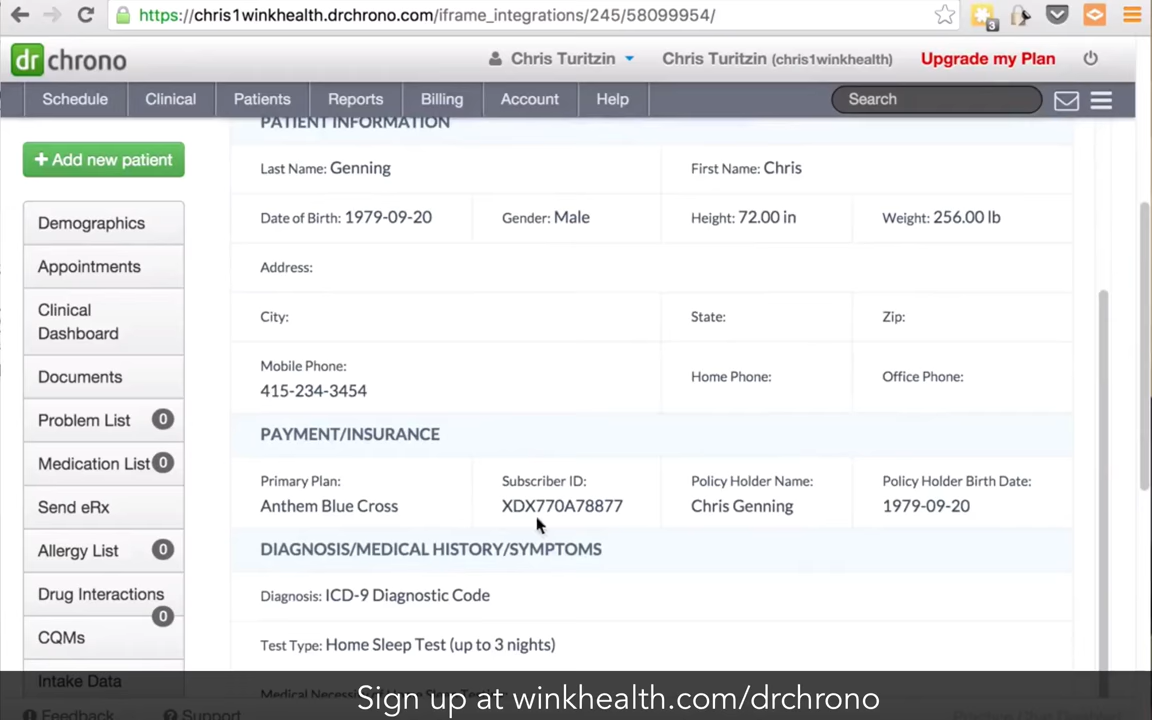 https://chris1winkhealth.drchrono.com/iframe_integrations/245/58099954/
3
dr chrono
Chris Turitzin
Chris Turitzin (chris1winkhealth)
Upgrade my Plan
Schedule
Clinical
Patients
Reports
Billing
Account
Help
Search
+ Add new patient
Demographics
Appointments
Clinical
Dashboard
Documents
Problem List 0
Medication List 0
Send eRx
Allergy List 0
Drug Interactions
0
CQMs
Intake Data
Feedback
Support
PATIENT INFORMATION
Last Name: Genning
First Name: Chris
Date of Birth: 1979-09-20
Gender: Male
Height: 72.00 in
Weight: 256.00 lb
Address:
City:
State:
Zip:
Mobile Phone:
415-234-3454
Home Phone:
Office Phone:
PAYMENT/INSURANCE
Primary Plan:
Anthem Blue Cross
Subscriber ID:
XDX770A78877
Policy Holder Name:
Chris Genning
Policy Holder Birth Date:
1979-09-20
DIAGNOSIS/MEDICAL HISTORY/SYMPTOMS
Diagnosis: ICD-9 Diagnostic Code
Test Type: Home Sleep Test (up to 3 nights)
Sign up at winkhealth.com/drchrono